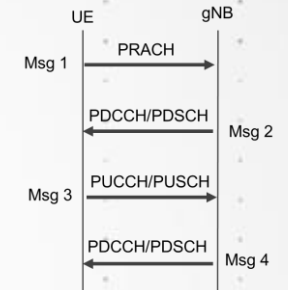 UE gNB
PRACH
Msg 1
PDCCH/PDSCH
Msg 2
PUCCH/PUSCH
Msg 3
PDCCH/PDSCH
Msg 4